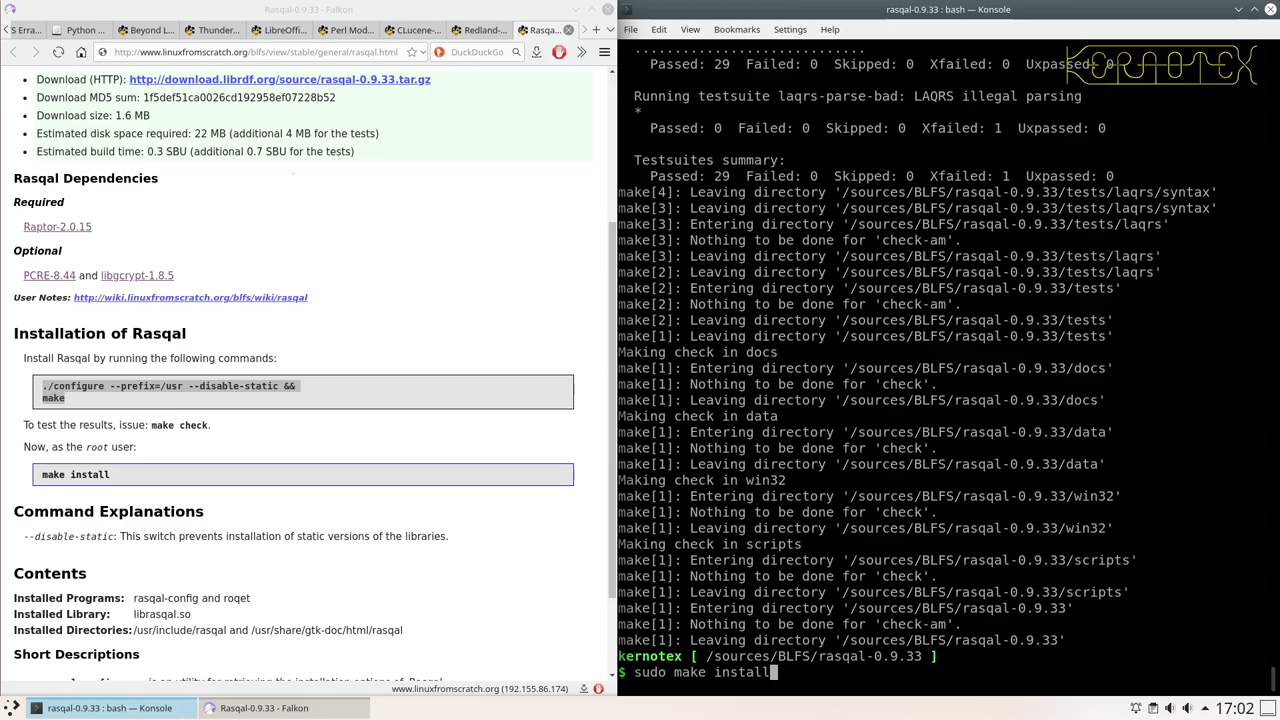 Rasqal-0.9.33 - Falkon
rasqal-0.9.33 : bash — Konsole
S Erra...
Python ...
Beyond L...
Thunder...
LibreOffi...
Perl Mod...
CLucene-...
Redland-...
Rasqa...
http://www.linuxfromscratch.org/blfs/view/stable/general/rasqal.html
DuckDuckGo
Download (HTTP): http://download.librdf.org/source/rasqal-0.9.33.tar.gz
Download MD5 sum: 1f5def51ca0026cd192958ef07228b52
Download size: 1.6 MB
Estimated disk space required: 22 MB (additional 4 MB for the tests)
Estimated build time: 0.3 SBU (additional 0.7 SBU for the tests)
Rasqal Dependencies
Required
Raptor-2.0.15
Optional
PCRE-8.44 and libgcrypt-1.8.5
User Notes: http://wiki.linuxfromscratch.org/blfs/wiki/rasqal
Installation of Rasqal
Install Rasqal by running the following commands:
./configure --prefix=/usr --disable-static &&
make
To test the results, issue: make check.
Now, as the root user:
make install
Command Explanations
--disable-static: This switch prevents installation of static versions of the libraries.
Contents
Installed Programs: rasqal-config and roqet
Installed Library: librasqal.so
Installed Directories: /usr/include/rasqal and /usr/share/gtk-doc/html/rasqal
Short Descriptions
www.linuxfromscratch.org (192.155.86.174)
File Edit View Bookmarks Settings Help
KERNOTEX
.............................
Passed: 29 Failed: 0 Skipped: 0 Xfailed: 0 Uxpassed: 0
Running testsuite laqrs-parse-bad: LAQRS illegal parsing
*
Passed: 0 Failed: 0 Skipped: 0 Xfailed: 1 Uxpassed: 0
Testsuites summary:
Passed: 29 Failed: 0 Skipped: 0 Xfailed: 1 Uxpassed: 0
make[4]: Leaving directory '/sources/BLFS/rasqal-0.9.33/tests/laqrs/syntax'
make[3]: Leaving directory '/sources/BLFS/rasqal-0.9.33/tests/laqrs/syntax'
make[3]: Entering directory '/sources/BLFS/rasqal-0.9.33/tests/laqrs'
make[3]: Nothing to be done for 'check-am'.
make[3]: Leaving directory '/sources/BLFS/rasqal-0.9.33/tests/laqrs'
make[2]: Leaving directory '/sources/BLFS/rasqal-0.9.33/tests/laqrs'
make[2]: Entering directory '/sources/BLFS/rasqal-0.9.33/tests'
make[2]: Nothing to be done for 'check-am'.
make[2]: Leaving directory '/sources/BLFS/rasqal-0.9.33/tests'
make[1]: Leaving directory '/sources/BLFS/rasqal-0.9.33/tests'
Making check in docs
make[1]: Entering directory '/sources/BLFS/rasqal-0.9.33/docs'
make[1]: Nothing to be done for 'check'.
make[1]: Leaving directory '/sources/BLFS/rasqal-0.9.33/docs'
Making check in data
make[1]: Entering directory '/sources/BLFS/rasqal-0.9.33/data'
make[1]: Nothing to be done for 'check'.
make[1]: Leaving directory '/sources/BLFS/rasqal-0.9.33/data'
Making check in win32
make[1]: Entering directory '/sources/BLFS/rasqal-0.9.33/win32'
make[1]: Nothing to be done for 'check'.
make[1]: Leaving directory '/sources/BLFS/rasqal-0.9.33/win32'
Making check in scripts
make[1]: Entering directory '/sources/BLFS/rasqal-0.9.33/scripts'
make[1]: Nothing to be done for 'check'.
make[1]: Leaving directory '/sources/BLFS/rasqal-0.9.33/scripts'
make[1]: Entering directory '/sources/BLFS/rasqal-0.9.33'
make[1]: Nothing to be done for 'check-am'.
make[1]: Leaving directory '/sources/BLFS/rasqal-0.9.33'
kernotex [ /sources/BLFS/rasqal-0.9.33 ]
$ sudo make install
rasqal-0.9.33 : bash — Konsole
Rasqal-0.9.33 - Falkon
17:02